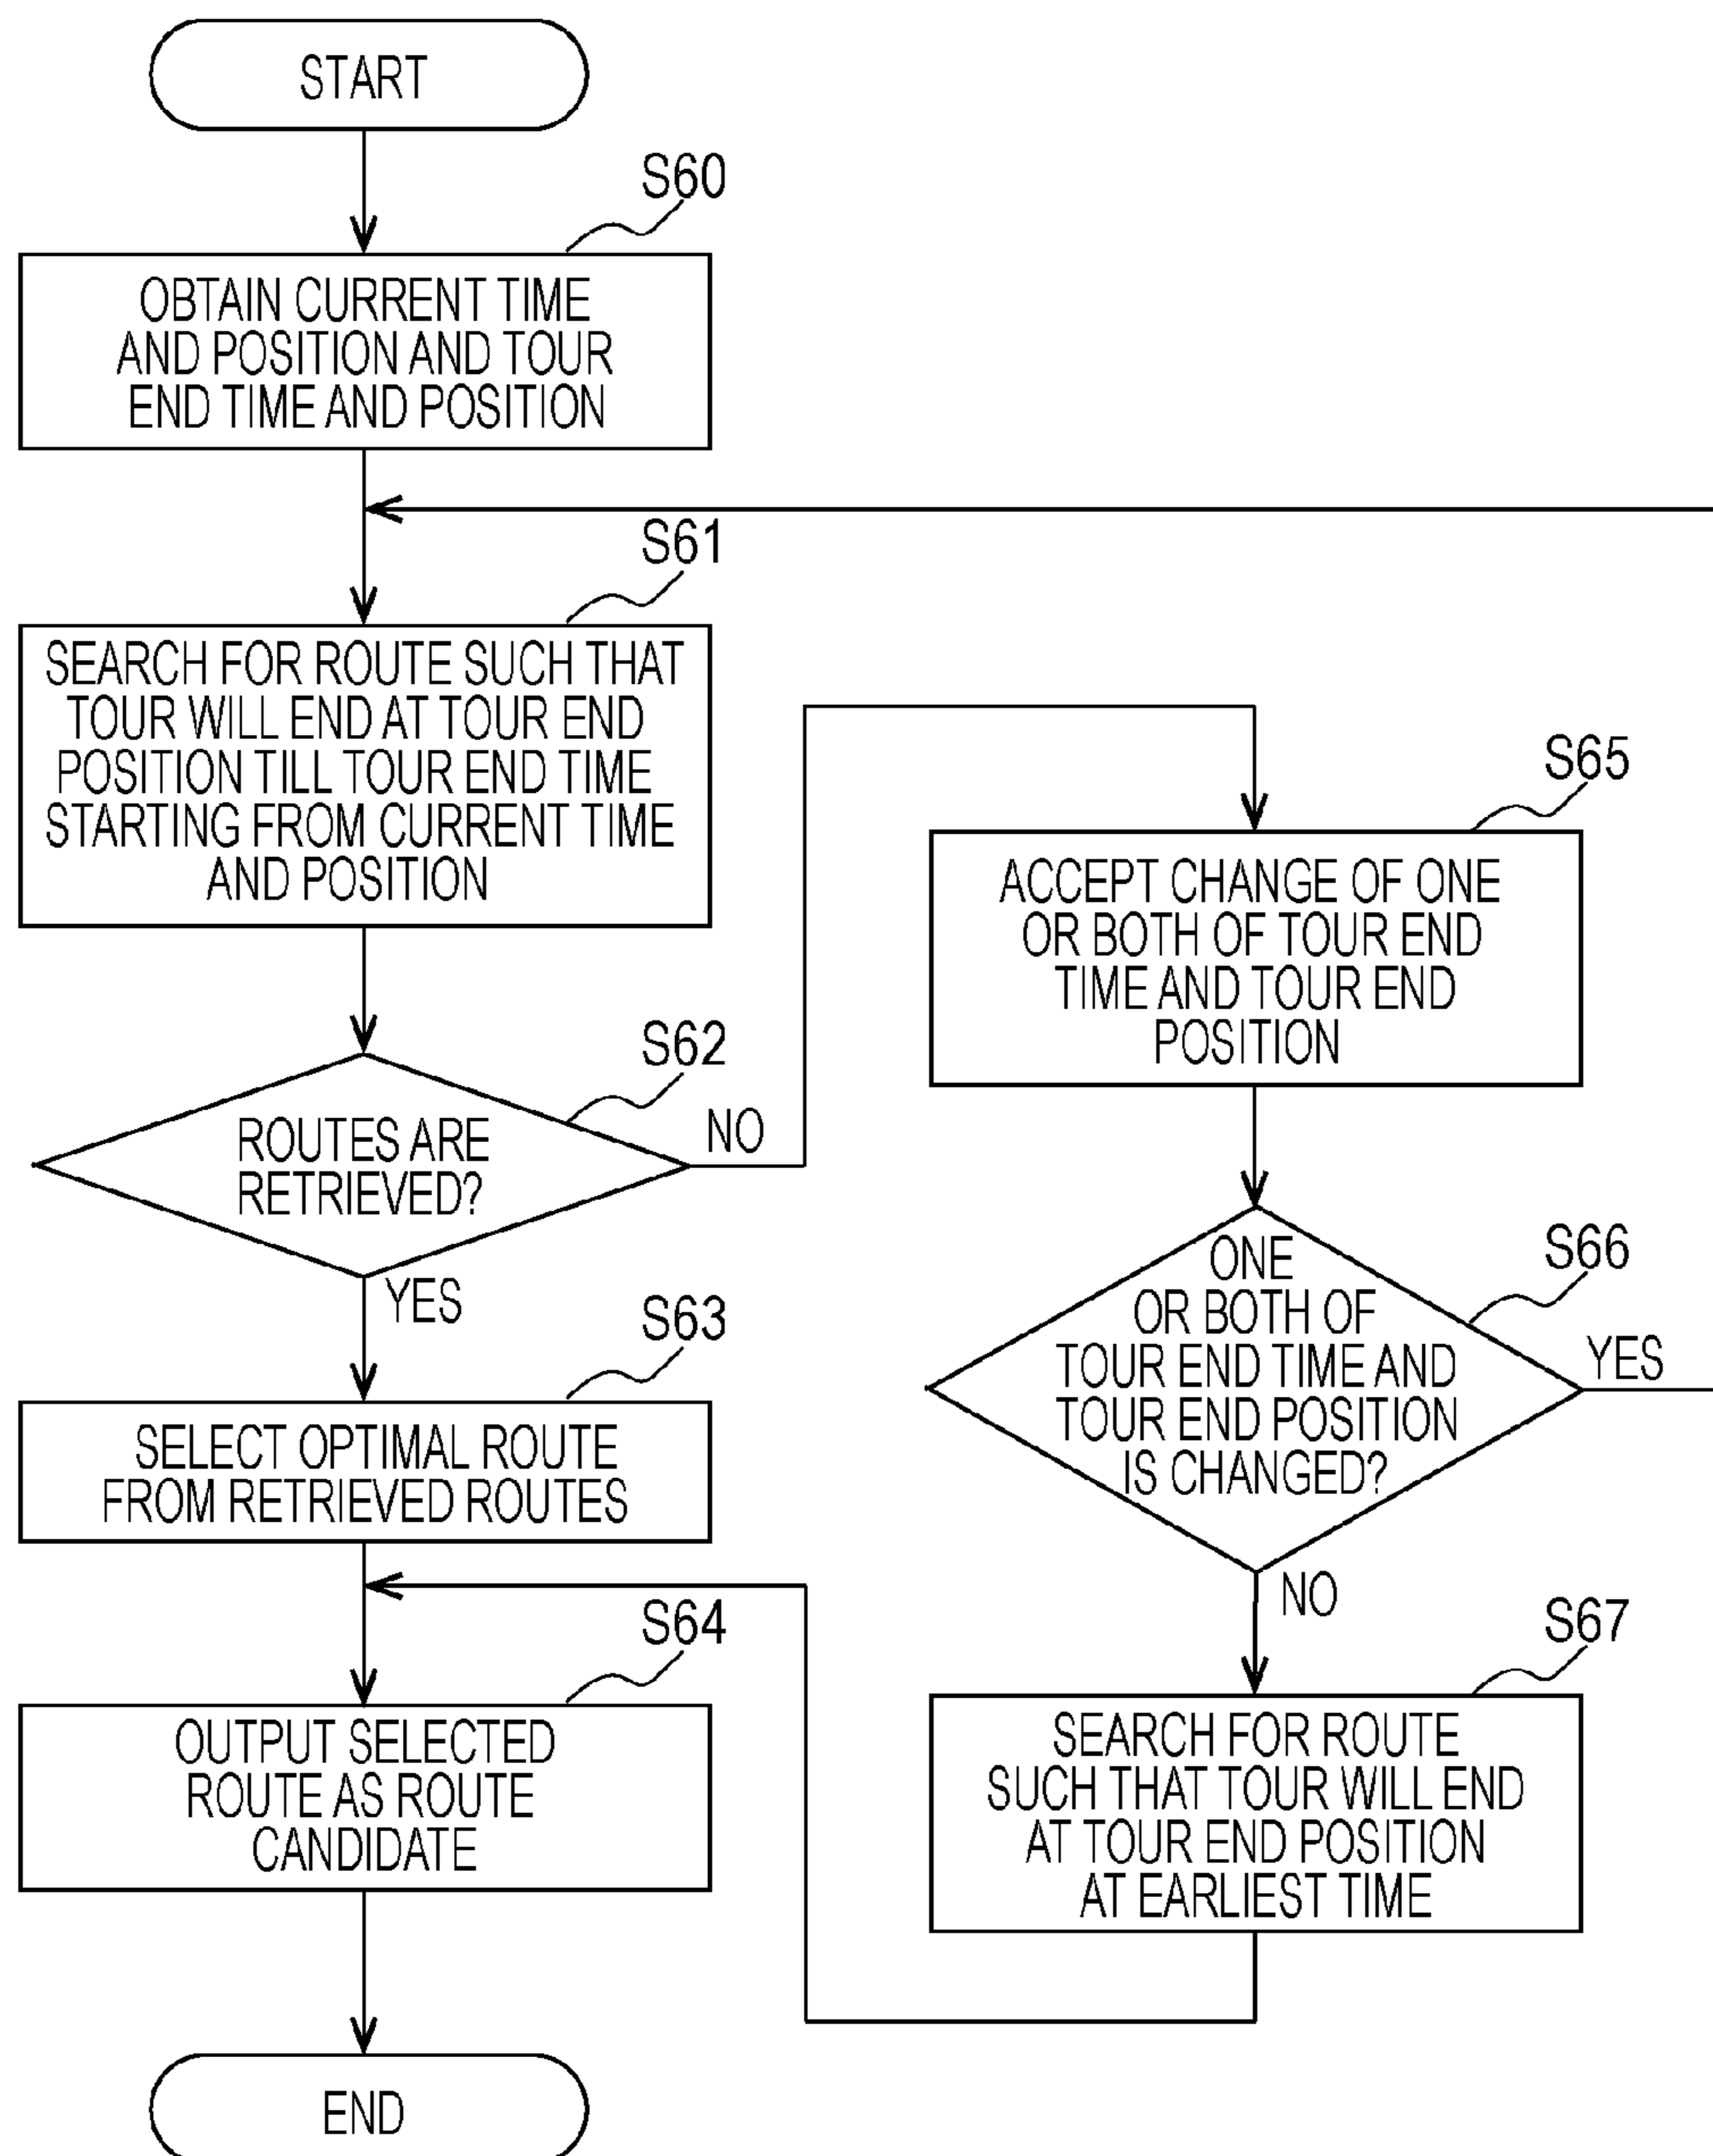 START
S60
OBTAIN CURRENT TIME
AND POSITION AND TOUR
END TIME AND POSITION
S61
SEARCH FOR ROUTE SUCH THAT
TOUR WILL END AT TOUR END
POSITION TILL TOUR END TIME
STARTING FROM CURRENT TIME
AND POSITION
S62
ROUTES ARE
RETRIEVED?
NO
YES
S63
SELECT OPTIMAL ROUTE
FROM RETRIEVED ROUTES
S64
OUTPUT SELECTED
ROUTE AS ROUTE
CANDIDATE
END
S65
ACCEPT CHANGE OF ONE
OR BOTH OF TOUR END
TIME AND TOUR END
POSITION
S66
ONE
OR BOTH OF
TOUR END TIME AND
TOUR END POSITION
IS CHANGED?
YES
NO
S67
SEARCH FOR ROUTE
SUCH THAT TOUR WILL END
AT TOUR END POSITION
AT EARLIEST TIME